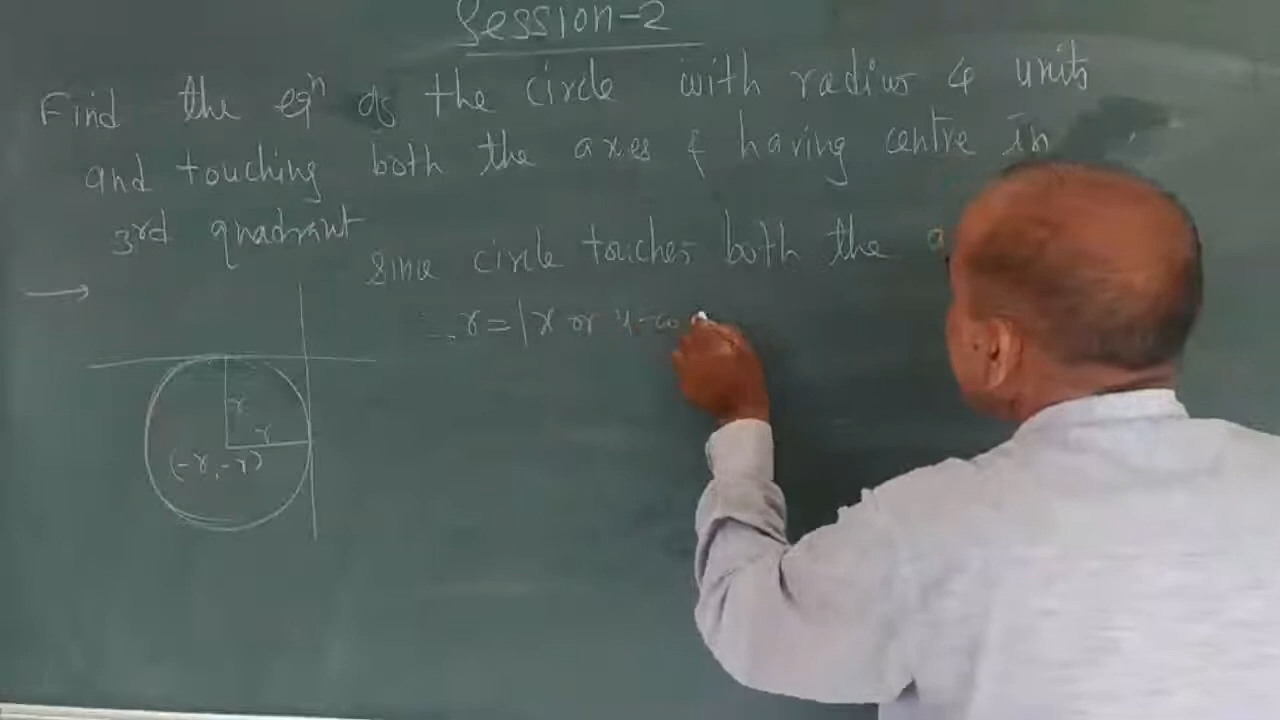 Session-2
Find the eqn of the circle with radius 4 units
and touching both the axes & having centre in
3rd quadrant
since circle touches both the a
∴ r = | x or y-co
r
r
(-r, -r)